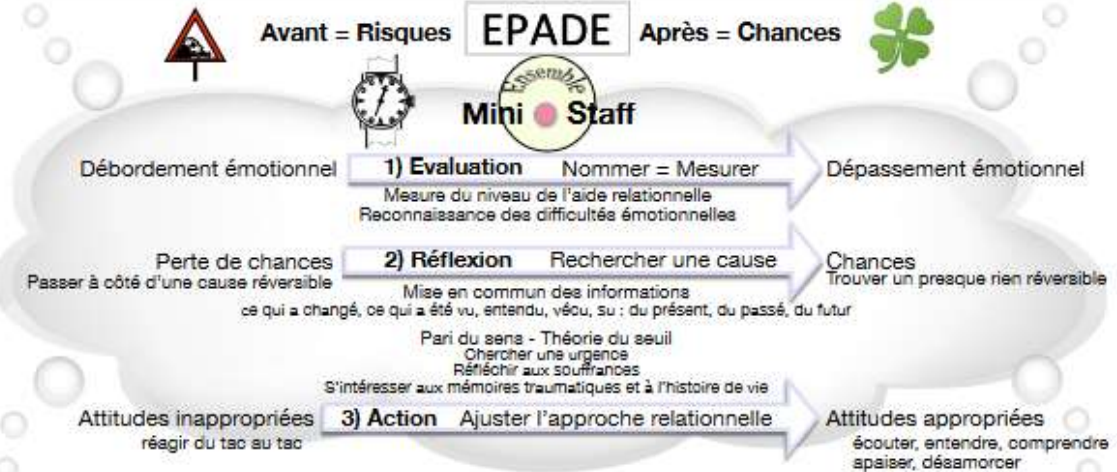 Avant = Risques EPADE Après = Chances
Ensemble
Mini Staff
Débordement émotionnel 1) Evaluation Nommer = Mesurer Dépassement émotionnel
Mesure du niveau de l'aide relationnelle
Reconnaissance des difficultés émotionnelles
Perte de chances 2) Réflexion Rechercher une cause Chances
Passer à côté d'une cause réversible Trouver un presque rien réversible
Mise en commun des informations
ce qui a changé, ce qui a été vu, entendu, vécu, su : du présent, du passé, du futur
Pari du sens - Théorie du seuil
Chercher une urgence
Réfléchir aux souffrances
S'intéresser aux mémoires traumatiques et à l'histoire de vie
Attitudes inappropriées 3) Action Ajuster l'approche relationnelle Attitudes appropriées
réagir du tac au tac écouter, entendre, comprendre
apaiser, désamorcer